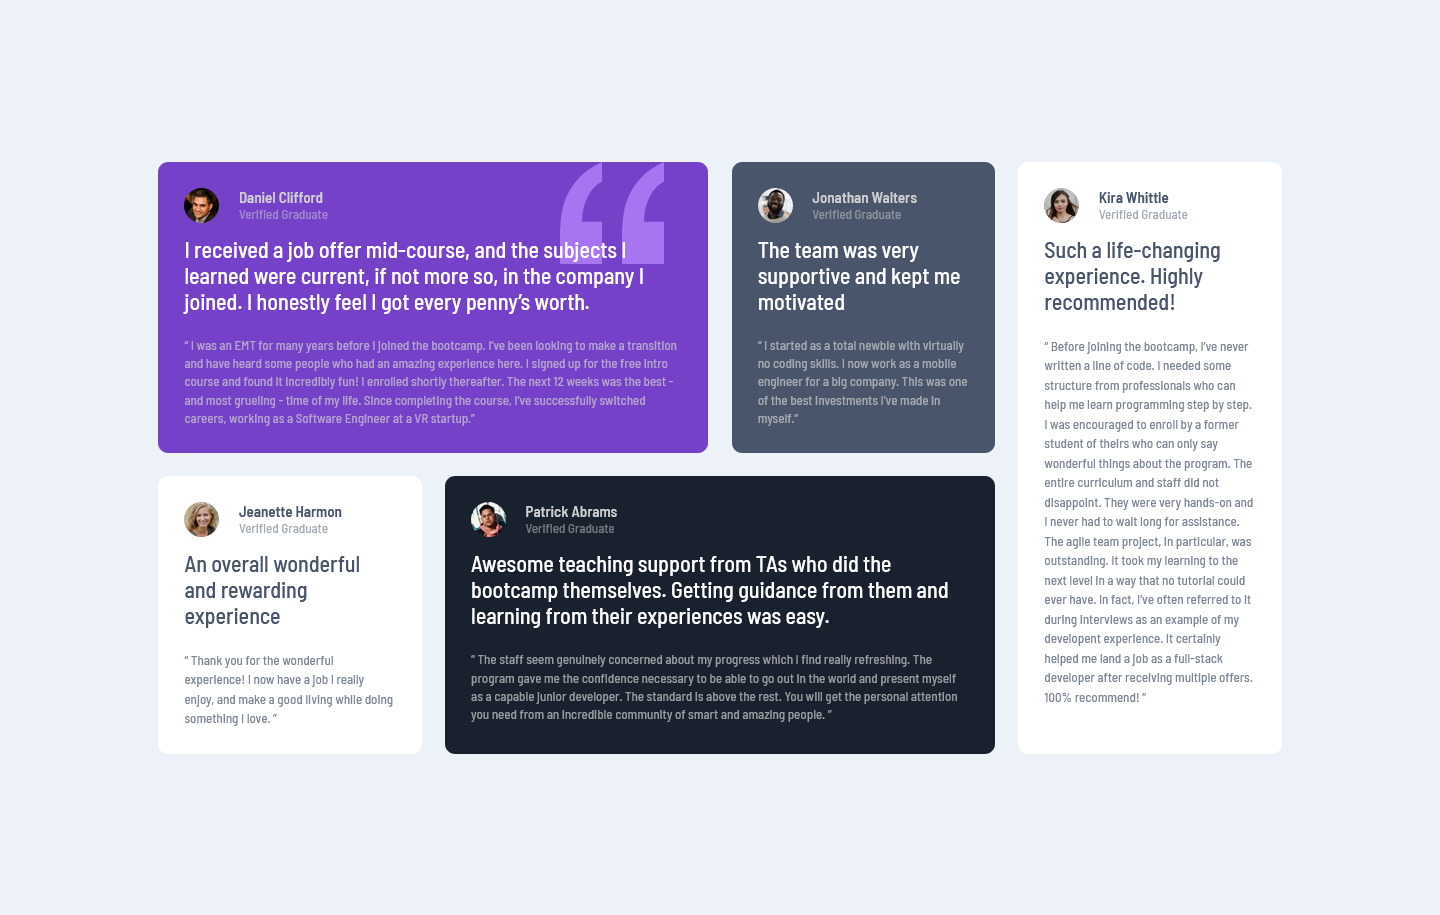 Daniel Clifford
Verified Graduate
I received a job offer mid-course, and the subjects I
learned were current, if not more so, in the company I
joined. I honestly feel I got every penny’s worth.
“ I was an EMT for many years before I joined the bootcamp. I’ve been looking to make a transition
and have heard some people who had an amazing experience here. I signed up for the free intro
course and found it incredibly fun! I enrolled shortly thereafter. The next 12 weeks was the best -
and most grueling - time of my life. Since completing the course, I’ve successfully switched
careers, working as a Software Engineer at a VR startup.”
Jonathan Walters
Verified Graduate
The team was very
supportive and kept me
motivated
“ I started as a total newbie with virtually
no coding skills. I now work as a mobile
engineer for a big company. This was one
of the best investments I’ve made in
myself.”
Kira Whittle
Verified Graduate
Such a life-changing
experience. Highly
recommended!
“ Before joining the bootcamp, I’ve never
written a line of code. I needed some
structure from professionals who can
help me learn programming step by step.
I was encouraged to enroll by a former
student of theirs who can only say
wonderful things about the program. The
entire curriculum and staff did not
disappoint. They were very hands-on and
I never had to wait long for assistance.
The agile team project, in particular, was
outstanding. It took my learning to the
next level in a way that no tutorial could
ever have. In fact, I’ve often referred to it
during interviews as an example of my
developent experience. It certainly
helped me land a job as a full-stack
developer after receiving multiple offers.
100% recommend! ”
Jeanette Harmon
Verified Graduate
An overall wonderful
and rewarding
experience
“ Thank you for the wonderful
experience! I now have a job I really
enjoy, and make a good living while doing
something I love. ”
Patrick Abrams
Verified Graduate
Awesome teaching support from TAs who did the
bootcamp themselves. Getting guidance from them and
learning from their experiences was easy.
“ The staff seem genuinely concerned about my progress which I find really refreshing. The
program gave me the confidence necessary to be able to go out in the world and present myself
as a capable junior developer. The standard is above the rest. You will get the personal attention
you need from an incredible community of smart and amazing people. ”